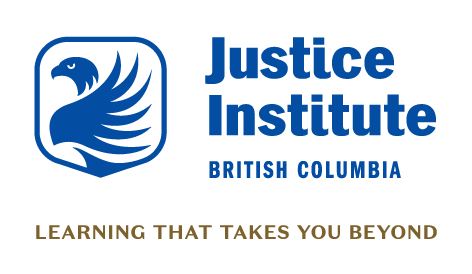 Justice
Institute
BRITISH COLUMBIA
LEARNING THAT TAKES YOU BEYOND